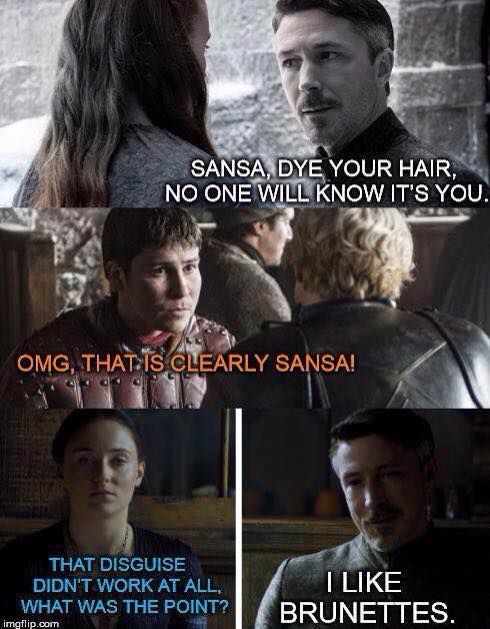 SANSA, DYE YOUR HAIR,
NO ONE WILL KNOW IT'S YOU.
OMG, THAT IS CLEARLY SANSA!
THAT DISGUISE
DIDN'T WORK AT ALL,
WHAT WAS THE POINT?
I LIKE
BRUNETTES.
imgflip.com